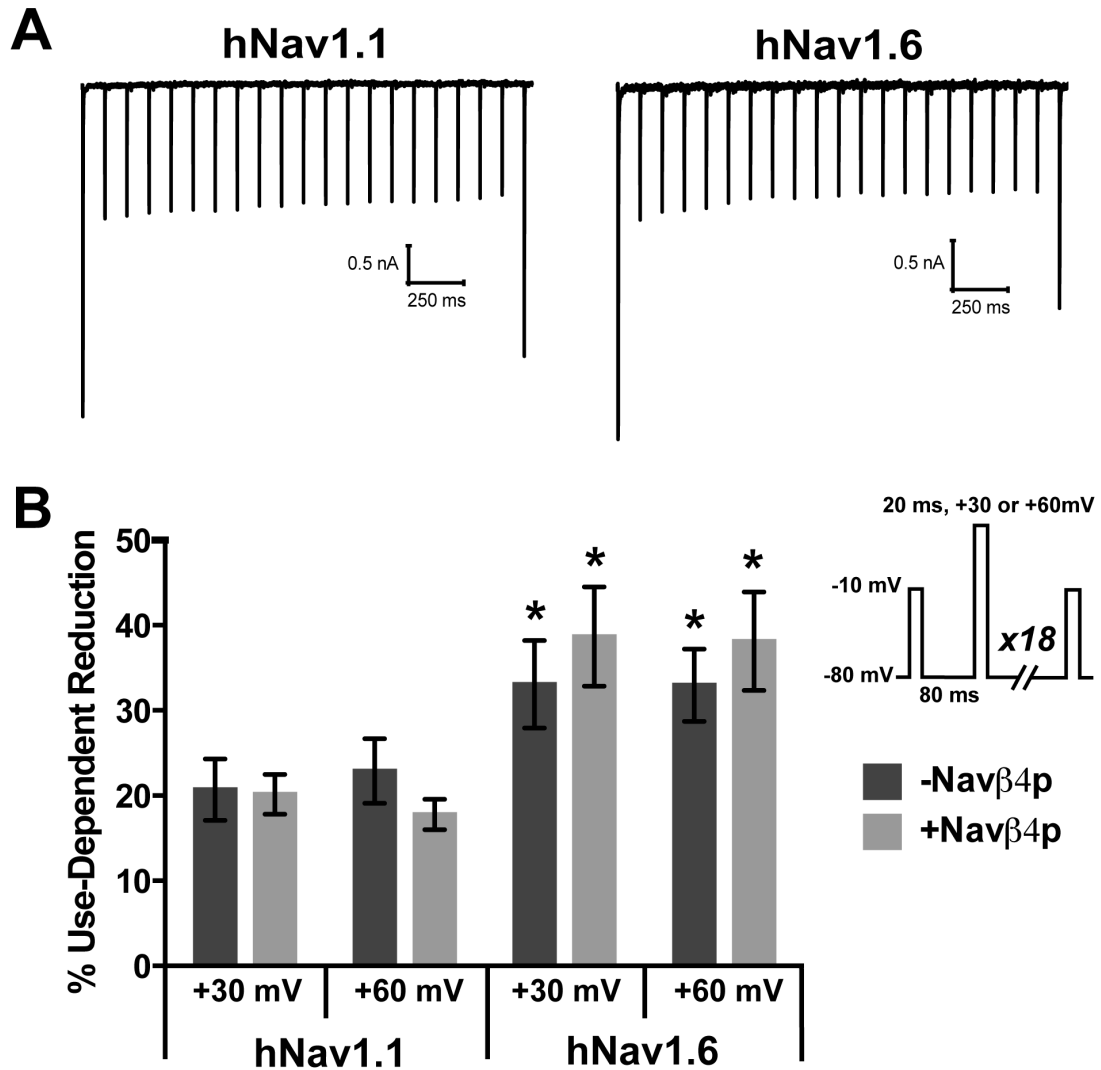 A
hNav1.1
hNav1.6
0.5 nA
250 ms
0.5 nA
250 ms
B
% Use-Dependent Reduction
50
40
30
20
10
0
*
*
*
*
+30 mV
+60 mV
+30 mV
+60 mV
hNav1.1
hNav1.6
20 ms, +30 or +60mV
-10 mV
x18
-80 mV
80 ms
-Navβ4p
+Navβ4p